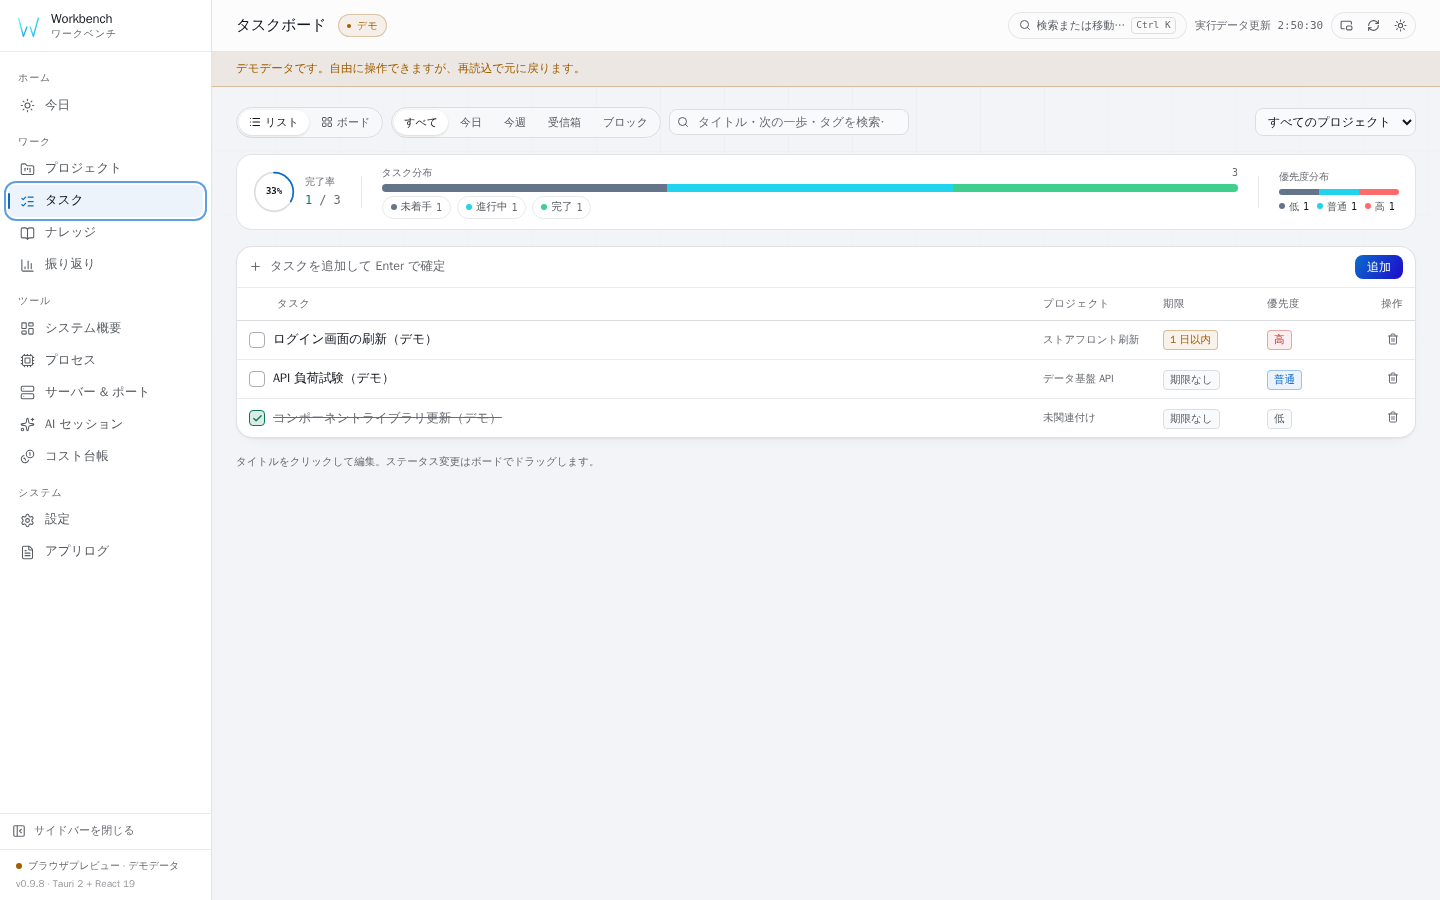 Workbench
ワークベンチ
ホーム
今日
ワーク
プロジェクト
タスク
ナレッジ
振り返り
ツール
システム概要
プロセス
サーバー & ポート
AI セッション
コスト台帳
システム
設定
アプリログ
サイドバーを閉じる
ブラウザプレビュー · デモデータ
v0.9.8 · Tauri 2 + React 19
タスクボード デモ 検索または移動… Ctrl K 実行データ更新 2:50:30
デモデータです。自由に操作できますが、再読込で元に戻ります。
リスト ボード すべて 今日 今週 受信箱 ブロック タイトル・次の一歩・タグを検索· すべてのプロジェクト
33% 完了率 1 / 3
タスク分布 3
未着手 1 進行中 1 完了 1
優先度分布
低 1 普通 1 高 1
タスクを追加して Enter で確定 追加
タスク プロジェクト 期限 優先度 操作
ログイン画面の刷新（デモ） ストアフロント刷新 1 日以内 高
API 負荷試験（デモ） データ基盤 API 期限なし 普通
コンポーネントライブラリ更新（デモ） 未関連付け 期限なし 低
タイトルをクリックして編集。ステータス変更はボードでドラッグします。